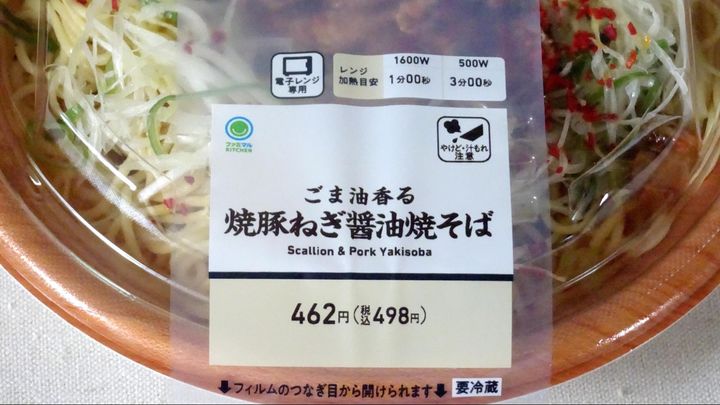 電子レンジ
専用
レンジ
加熱目安
1600W
1分00秒
500W
3分00秒
ファミマル
KITCHEN
やけど・汁もれ
注意
ごま油香る
焼豚ねぎ醤油焼そば
Scallion & Pork Yakisoba
462円(税込498円)
⬇フィルムのつなぎ目から開けられます⬇
要冷蔵